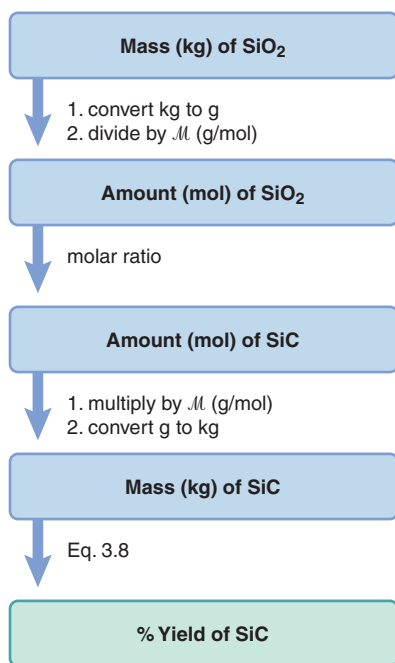 Mass (kg) of SiO₂
1. convert kg to g
2. divide by ℳ (g/mol)
Amount (mol) of SiO₂
molar ratio
Amount (mol) of SiC
1. multiply by ℳ (g/mol)
2. convert g to kg
Mass (kg) of SiC
Eq. 3.8
% Yield of SiC